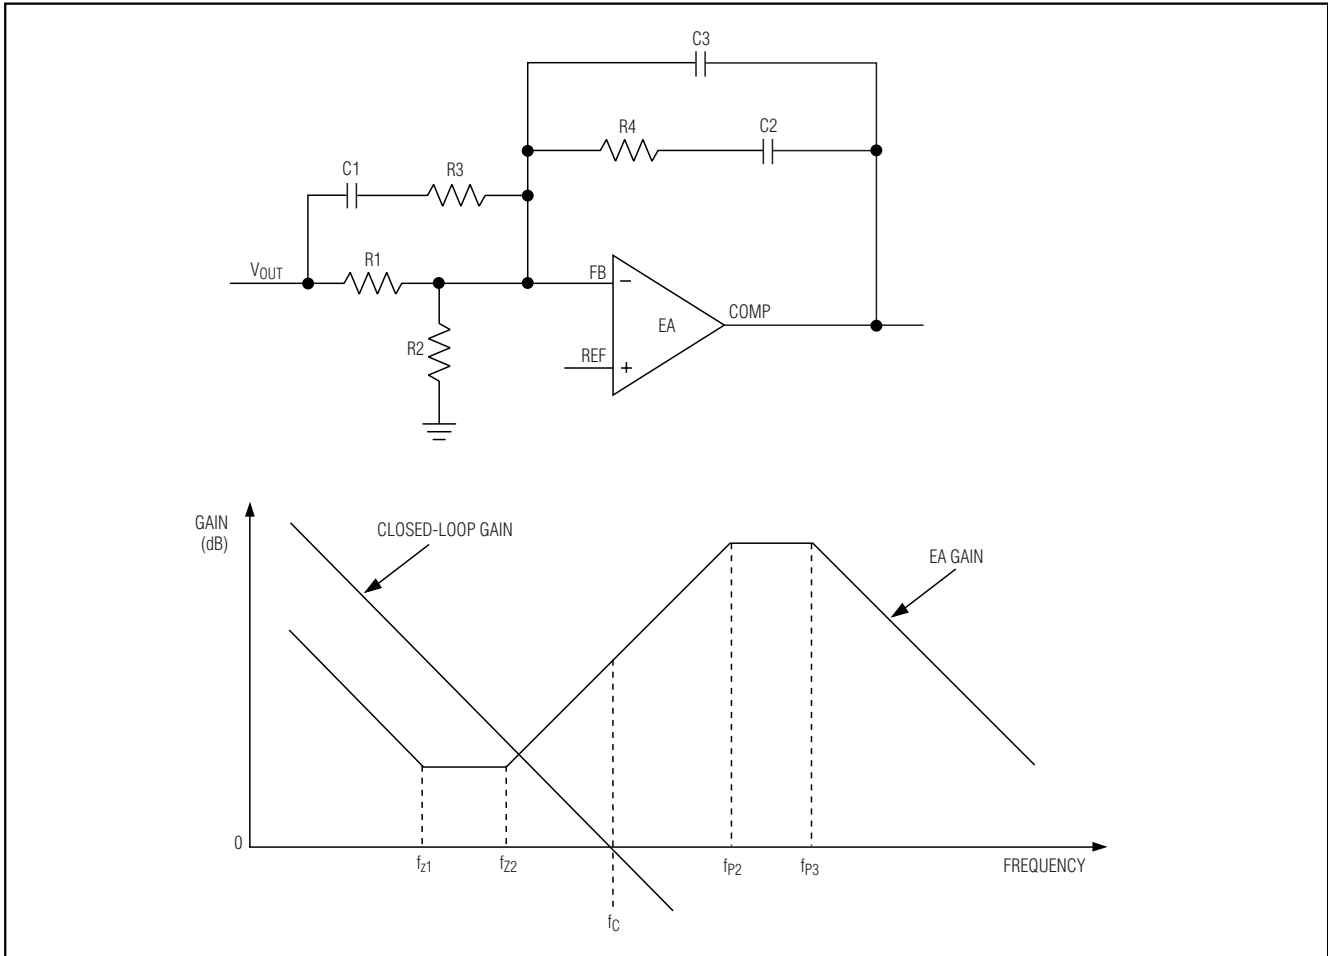 C3
R4
C2
C1
R3
VOUT
R1
FB
−
COMP
EA
R2
REF
+
GAIN
(dB)
CLOSED-LOOP GAIN
EA GAIN
0
fz1
fZ2
fP2
fP3
FREQUENCY
fC